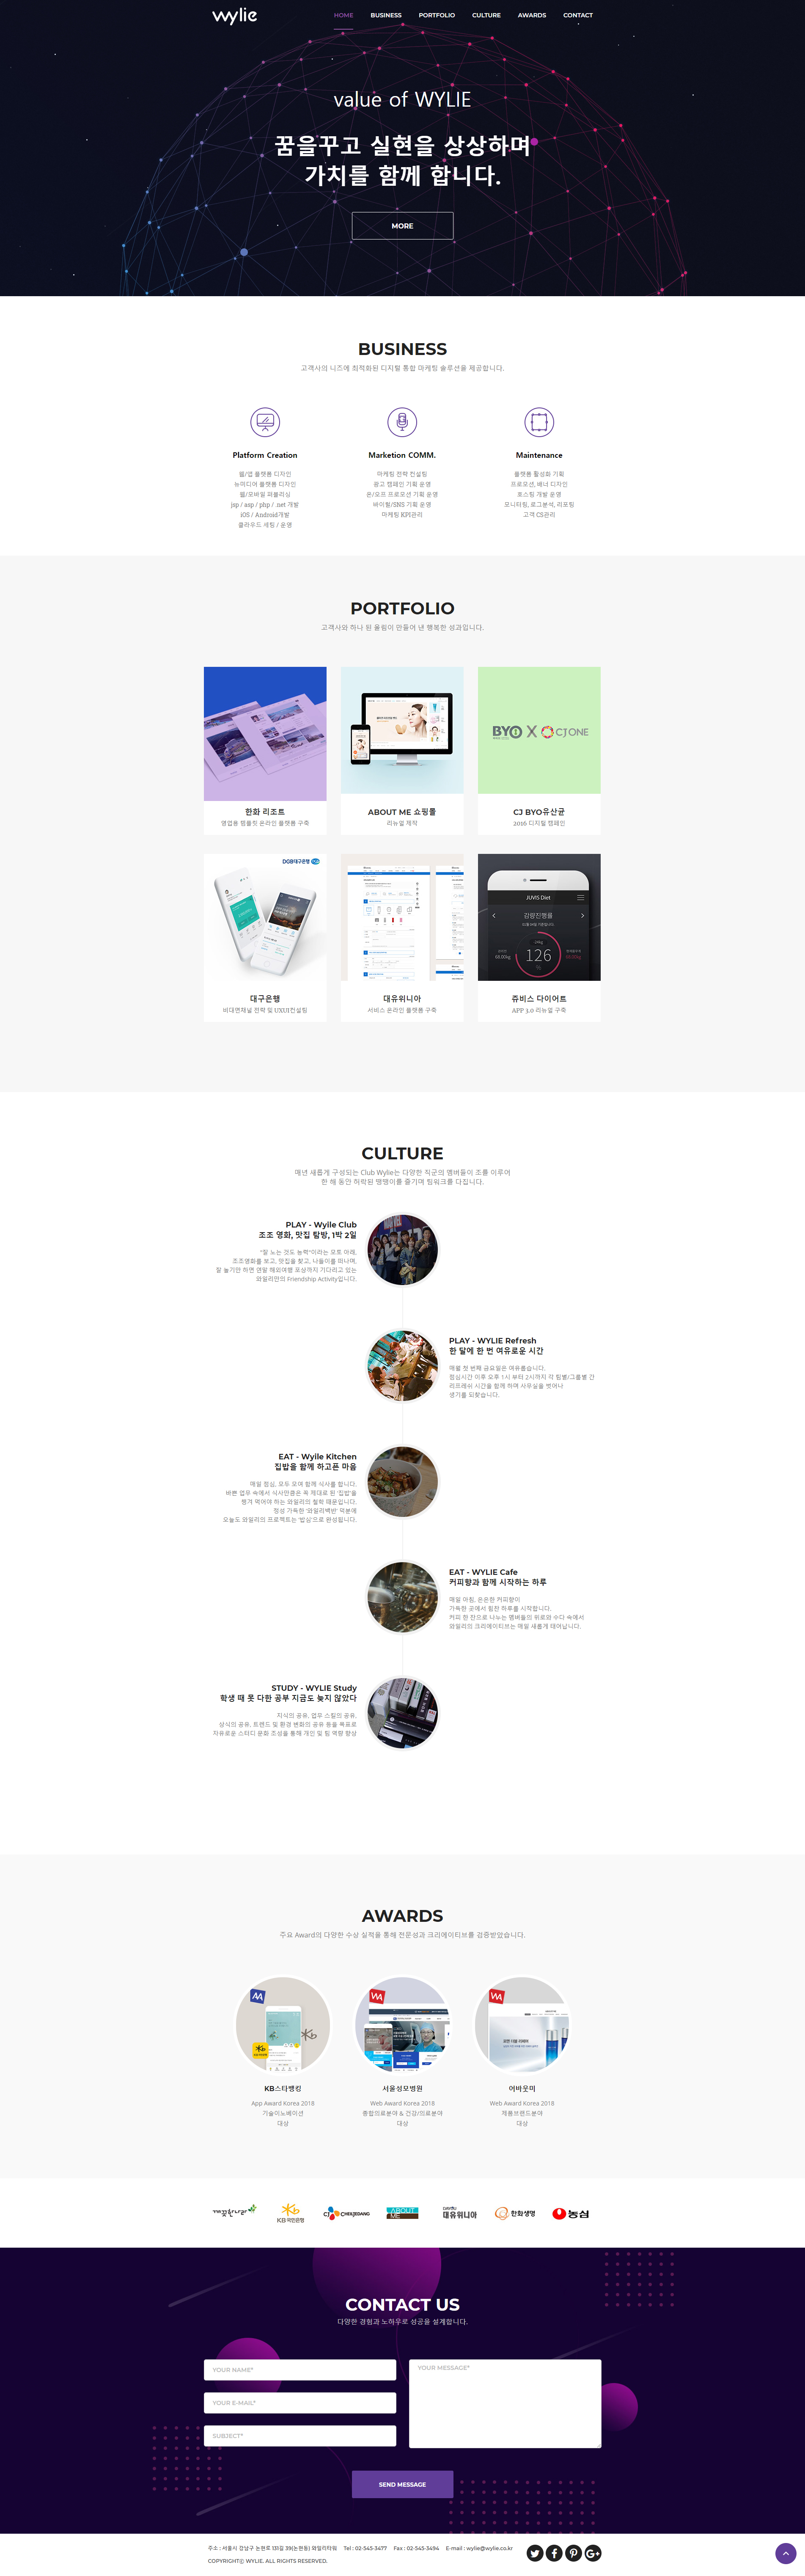 wylie
HOME BUSINESS PORTFOLIO CULTURE AWARDS CONTACT
value of WYLIE
꿈을꾸고 실현을 상상하며
가치를 함께 합니다.
MORE
BUSINESS
고객사의 니즈에 최적화된 디지털 통합 마케팅 솔루션을 제공합니다.
Platform Creation
웹/앱 플랫폼 디자인
뉴미디어 플랫폼 디자인
웹/모바일 퍼블리싱
jsp / asp / php / .net 개발
iOS / Android개발
클라우드 세팅 / 운영
Marketion COMM.
마케팅 전략 컨설팅
광고 캠페인 기획 운영
온/오프 프로모션 기획 운영
바이럴/SNS 기획 운영
마케팅 KPI관리
Maintenance
플랫폼 활성화 기획
프로모션, 배너 디자인
호스팅 개발 운영
모니터링, 로그분석, 리포팅
고객 CS관리
PORTFOLIO
고객사와 하나 된 울림이 만들어 낸 행복한 성과입니다.
한화 리조트
영업용 템플릿 온라인 플랫폼 구축
ABOUT ME 쇼핑몰
리뉴얼 제작
BYO X CJ ONE
CJ BYO유산균
2016 디지털 캠페인
DGB대구은행
대구은행
비대면채널 전략 및 UXUI컨설팅
대유위니아
서비스 온라인 플랫폼 구축
JUVIS Diet
감량진행률
126
쥬비스 다이어트
APP 3.0 리뉴얼 구축
CULTURE
매년 새롭게 구성되는 Club Wylie는 다양한 직군의 멤버들이 조를 이루어
한 해 동안 허락된 땡땡이를 즐기며 팀워크를 다집니다.
PLAY - Wyile Club
조조 영화, 맛집 탐방, 1박 2일
"잘 노는 것도 능력"이라는 모토 아래,
조조영화를 보고, 맛집을 찾고, 나들이를 떠나며,
잘 놀기만 하면 연말 해외여행 포상까지 기다리고 있는
와일리만의 Friendship Activity입니다.
PLAY - WYLIE Refresh
한 달에 한 번 여유로운 시간
매월 첫 번째 금요일은 여유롭습니다.
점심시간 이후 오후 1시 부터 2시까지 각 팀별/그룹별 간
리프레쉬 시간을 함께 하며 사무실을 벗어나
생기를 되찾습니다.
EAT - Wyile Kitchen
집밥을 함께 하고픈 마음
매일 점심, 모두 모여 함께 식사를 합니다.
바쁜 업무 속에서 식사만큼은 꼭 제대로 된 '집밥'을
챙겨 먹어야 하는 와일리의 철학 때문입니다.
정성 가득한 '와일리백반' 덕분에
오늘도 와일리의 프로젝트는 '밥심'으로 완성됩니다.
EAT - WYLIE Cafe
커피향과 함께 시작하는 하루
매일 아침, 은은한 커피향이
가득한 곳에서 힘찬 하루를 시작합니다.
커피 한 잔으로 나누는 멤버들의 위로와 수다 속에서
와일리의 크리에이티브는 매일 새롭게 태어납니다.
STUDY - WYLIE Study
학생 때 못 다한 공부 지금도 늦지 않았다
지식의 공유, 업무 스킬의 공유,
상식의 공유, 트렌드 및 환경 변화의 공유 등을 목표로
자유로운 스터디 문화 조성을 통해 개인 및 팀 역량 향상
AWARDS
주요 Award의 다양한 수상 실적을 통해 전문성과 크리에이티브를 검증받았습니다.
KB스타뱅킹
App Award Korea 2018
기술이노베이션
대상
서울성모병원
Web Award Korea 2018
종합의료분야 & 건강/의료분야
대상
어바웃미
Web Award Korea 2018
제품브랜드분야
대상
깨끗한나라
KB국민은행
CJ CHEILJEDANG
ABOUT ME
DAYOU
대유위니아
한화생명
농심
CONTACT US
다양한 경험과 노하우로 성공을 설계합니다.
YOUR NAME*
YOUR E-MAIL*
SUBJECT*
YOUR MESSAGE*
SEND MESSAGE
주소 : 서울시 강남구 논현로 131길 39(논현동) 와일리타워 Tel : 02-545-3477 Fax : 02-545-3494 E-mail : wylie@wylie.co.kr
COPYRIGHTⓒ WYLIE. ALL RIGHTS RESERVED.